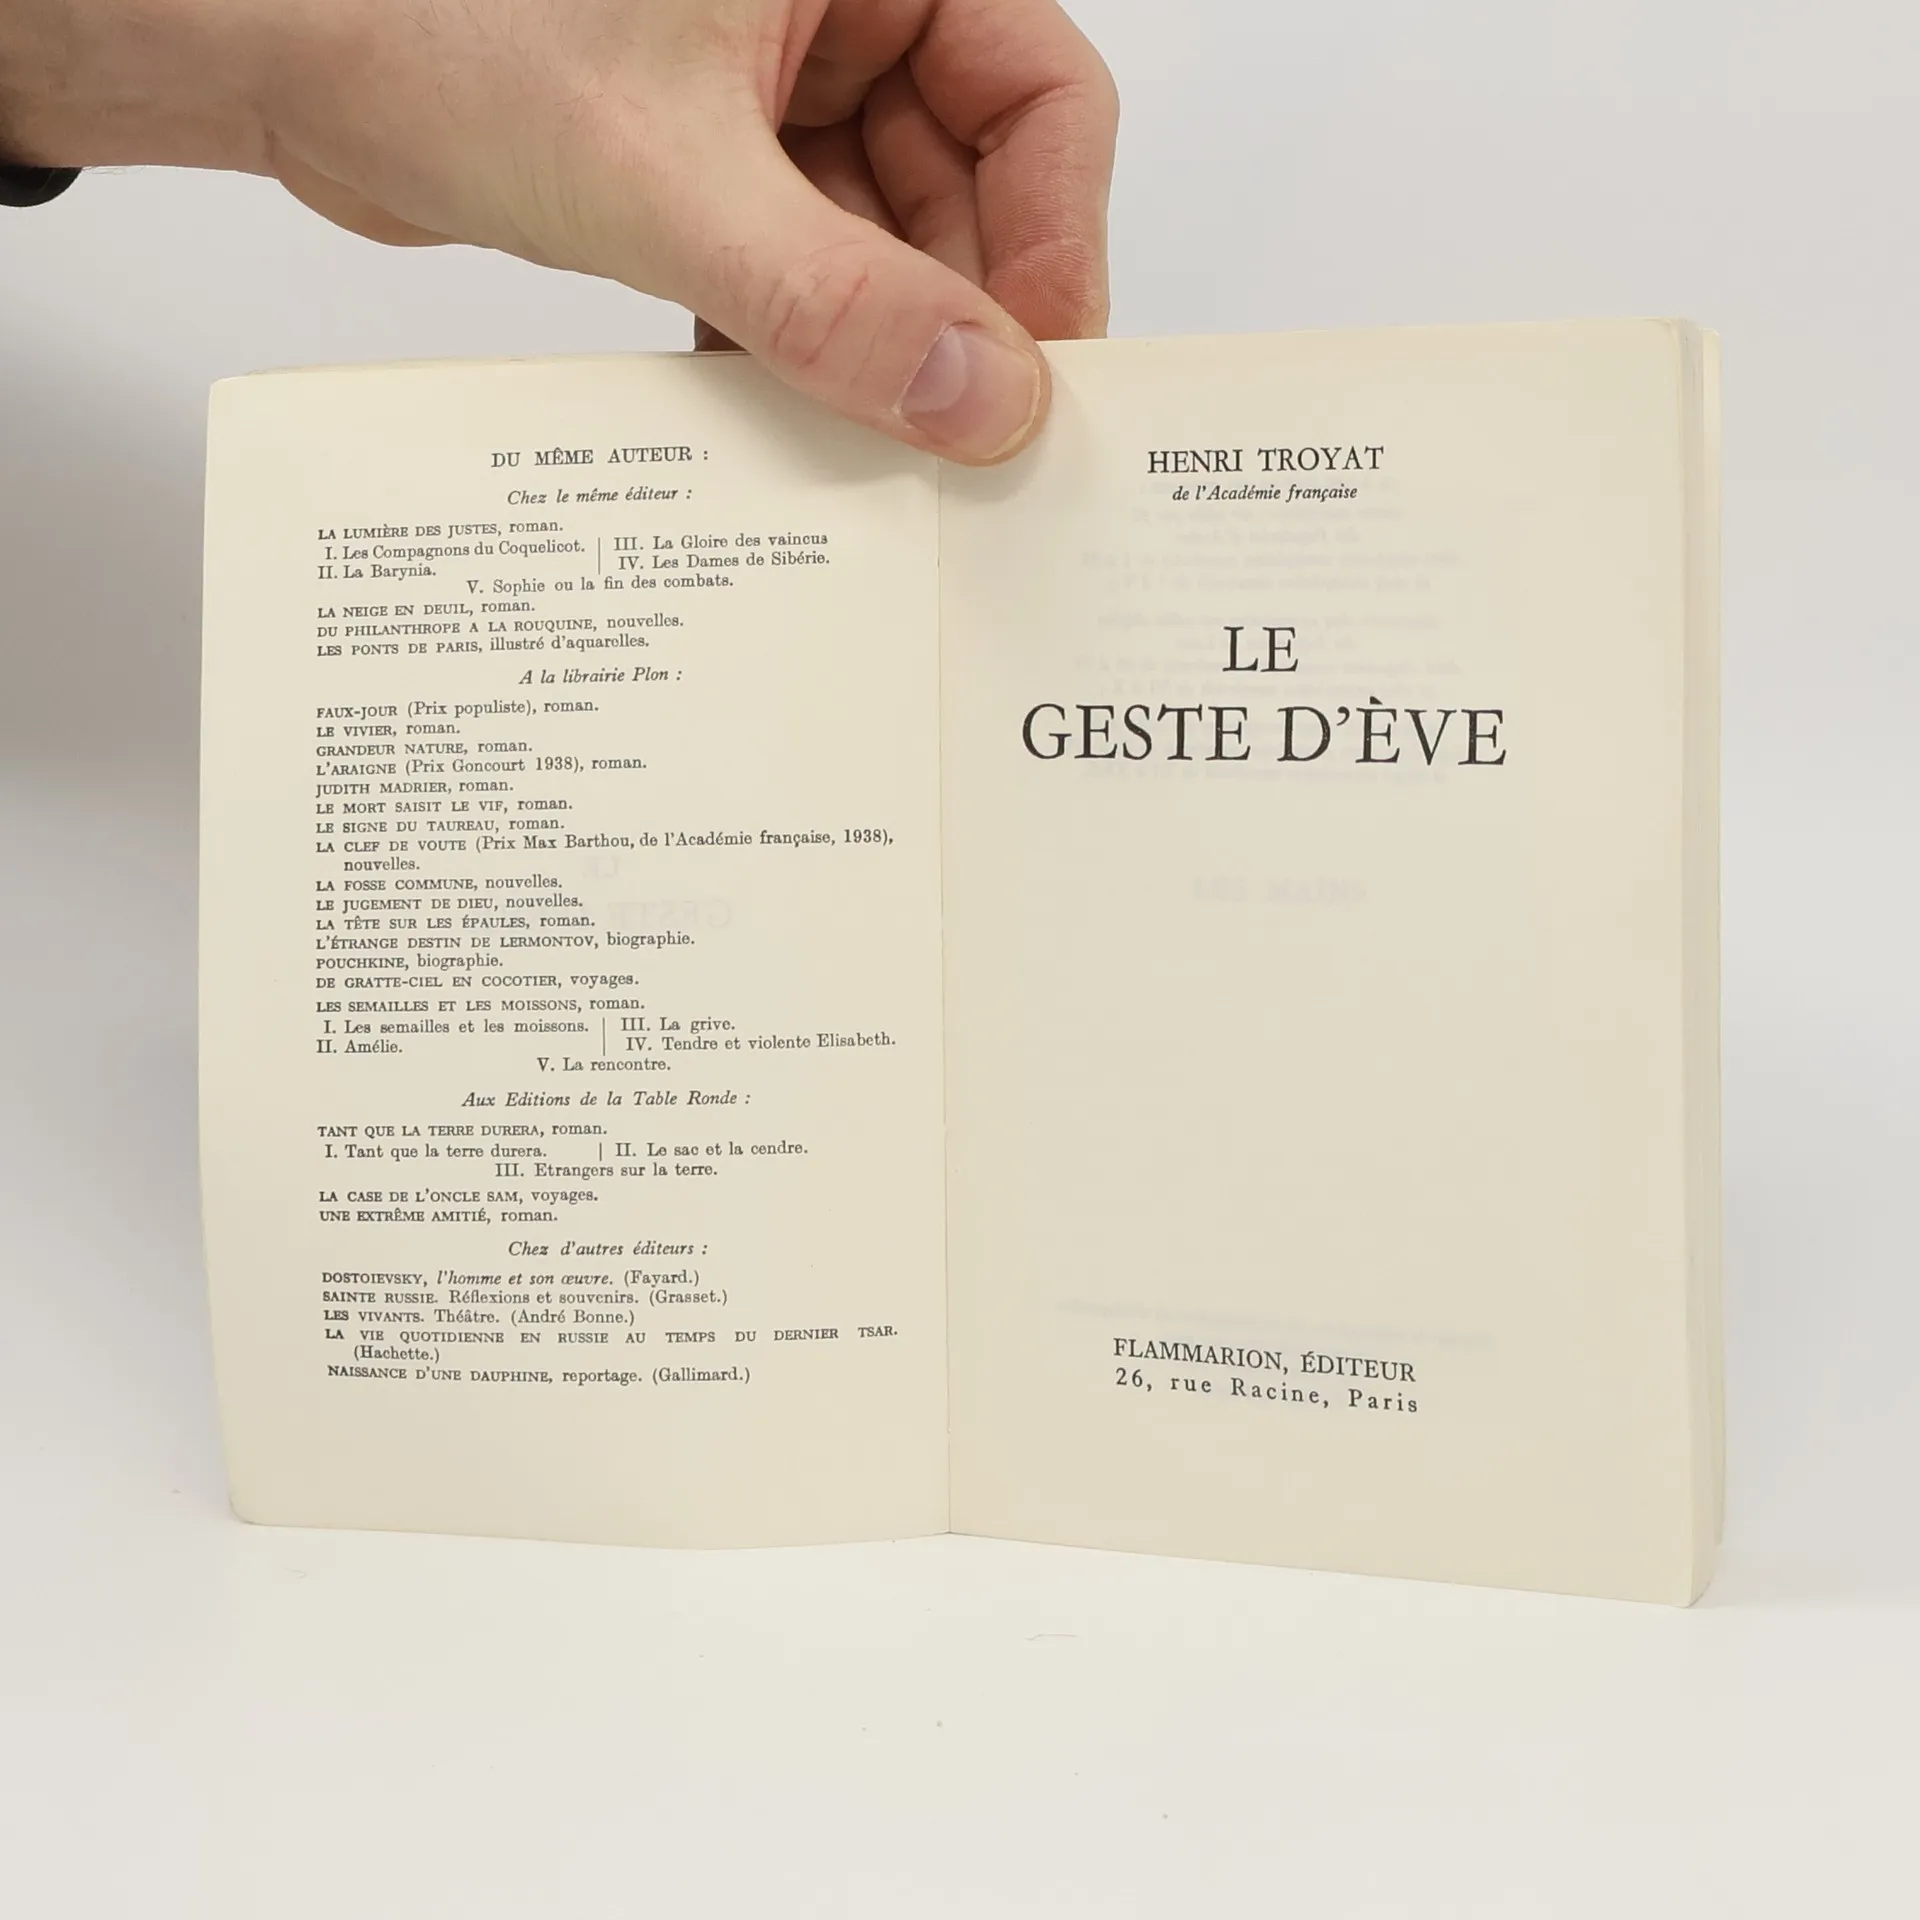 DU MÊME AUTEUR :
Chez le même éditeur :
LA LUMIÈRE DES JUSTES, roman.
I. Les Compagnons du Coquelicot. | III. La Gloire des vaincus
II. La Barynia. | IV. Les Dames de Sibérie.
V. Sophie ou la fin des combats.
LA NEIGE EN DEUIL, roman.
DU PHILANTHROPE A LA ROUQUINE, nouvelles.
LES PONTS DE PARIS, illustré d'aquarelles.
A la librairie Plon :
FAUX-JOUR (Prix populiste), roman.
LE VIVIER, roman.
GRANDEUR NATURE, roman.
L'ARAIGNE (Prix Goncourt 1938), roman.
JUDITH MADRIER, roman.
LE MORT SAISIT LE VIF, roman.
LE SIGNE DU TAUREAU, roman.
LA CLEF DE VOUTE (Prix Max Barthou, de l'Académie française, 1938),
nouvelles.
LA FOSSE COMMUNE, nouvelles.
LE JUGEMENT DE DIEU, nouvelles.
LA TÊTE SUR LES ÉPAULES, roman.
L'ÉTRANGE DESTIN DE LERMONTOV, biographie.
POUCHKINE, biographie.
DE GRATTE-CIEL EN COCOTIER, voyages.
LES SEMAILLES ET LES MOISSONS, roman.
I. Les semailles et les moissons. | III. La grive.
II. Amélie. | IV. Tendre et violente Elisabeth.
V. La rencontre.
Aux Editions de la Table Ronde :
TANT QUE LA TERRE DURERA, roman.
I. Tant que la terre durera. | II. Le sac et la cendre.
III. Etrangers sur la terre.
LA CASE DE L'ONCLE SAM, voyages.
UNE EXTRÊME AMITIÉ, roman.
Chez d'autres éditeurs :
DOSTOIEVSKY, l'homme et son œuvre. (Fayard.)
SAINTE RUSSIE. Réflexions et souvenirs. (Grasset.)
LES VIVANTS. Théâtre. (André Bonne.)
LA VIE QUOTIDIENNE EN RUSSIE AU TEMPS DU DERNIER TSAR.
(Hachette.)
NAISSANCE D'UNE DAUPHINE, reportage. (Gallimard.)
HENRI TROYAT
de l'Académie française
LE
GESTE D'ÈVE
FLAMMARION, ÉDITEUR
26, rue Racine, Paris